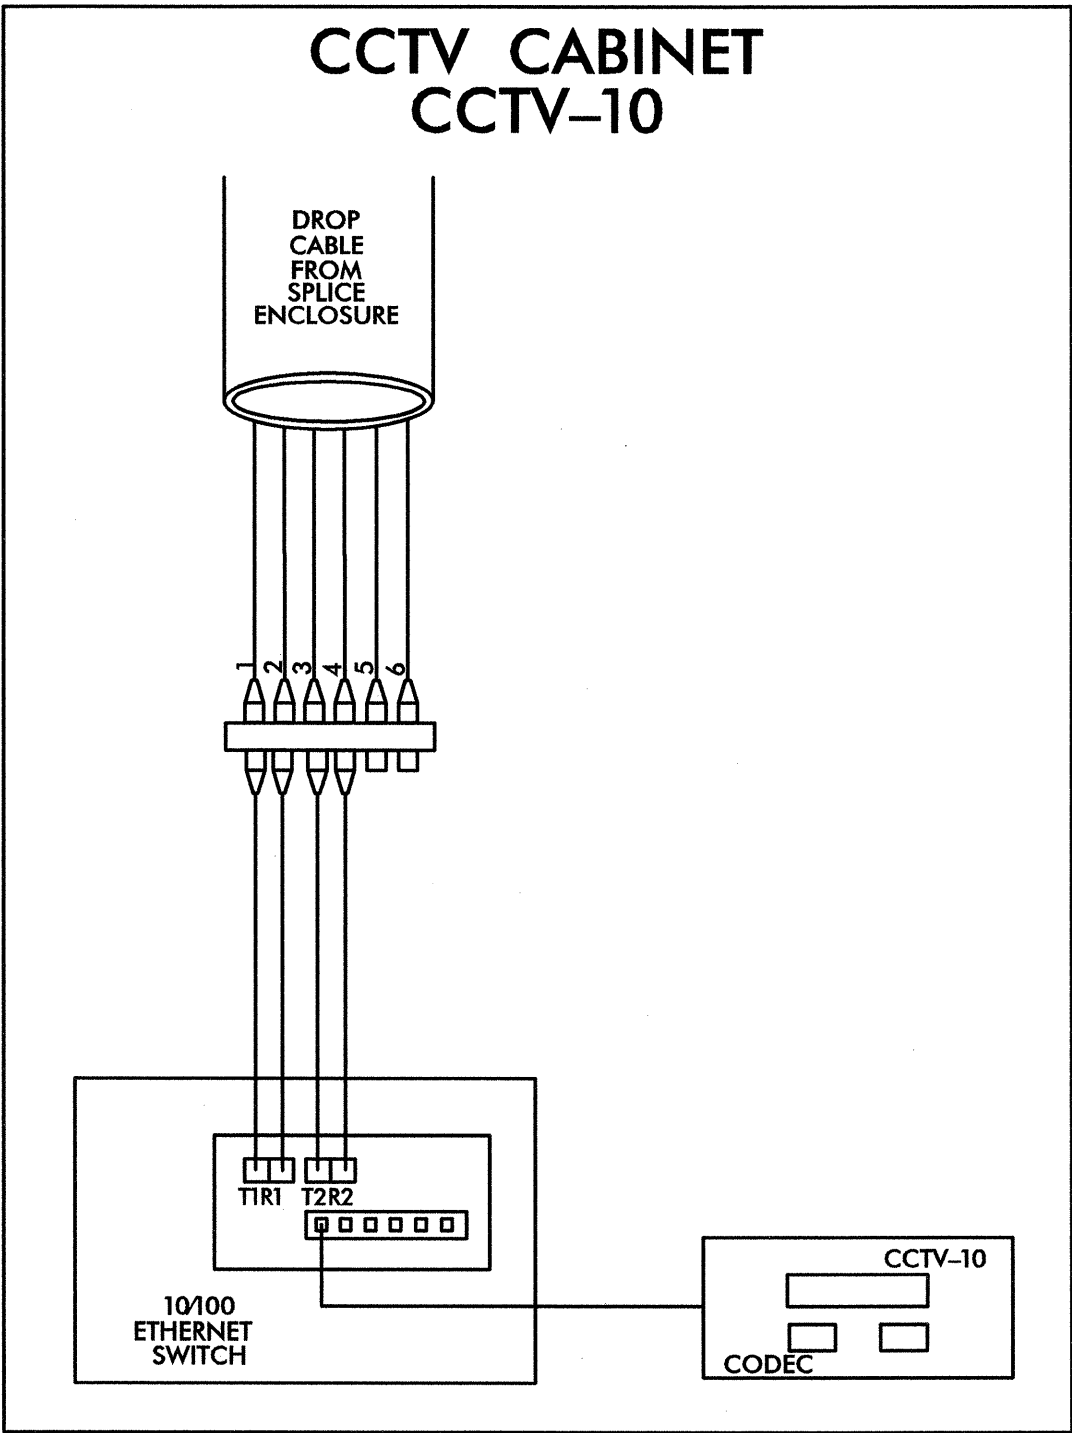 CCTV CABINET
CCTV–10
DROP
CABLE
FROM
SPLICE
ENCLOSURE
1 2 3 4 5 6
T1R1 T2R2
10/100
ETHERNET
SWITCH
CCTV–10
CODEC